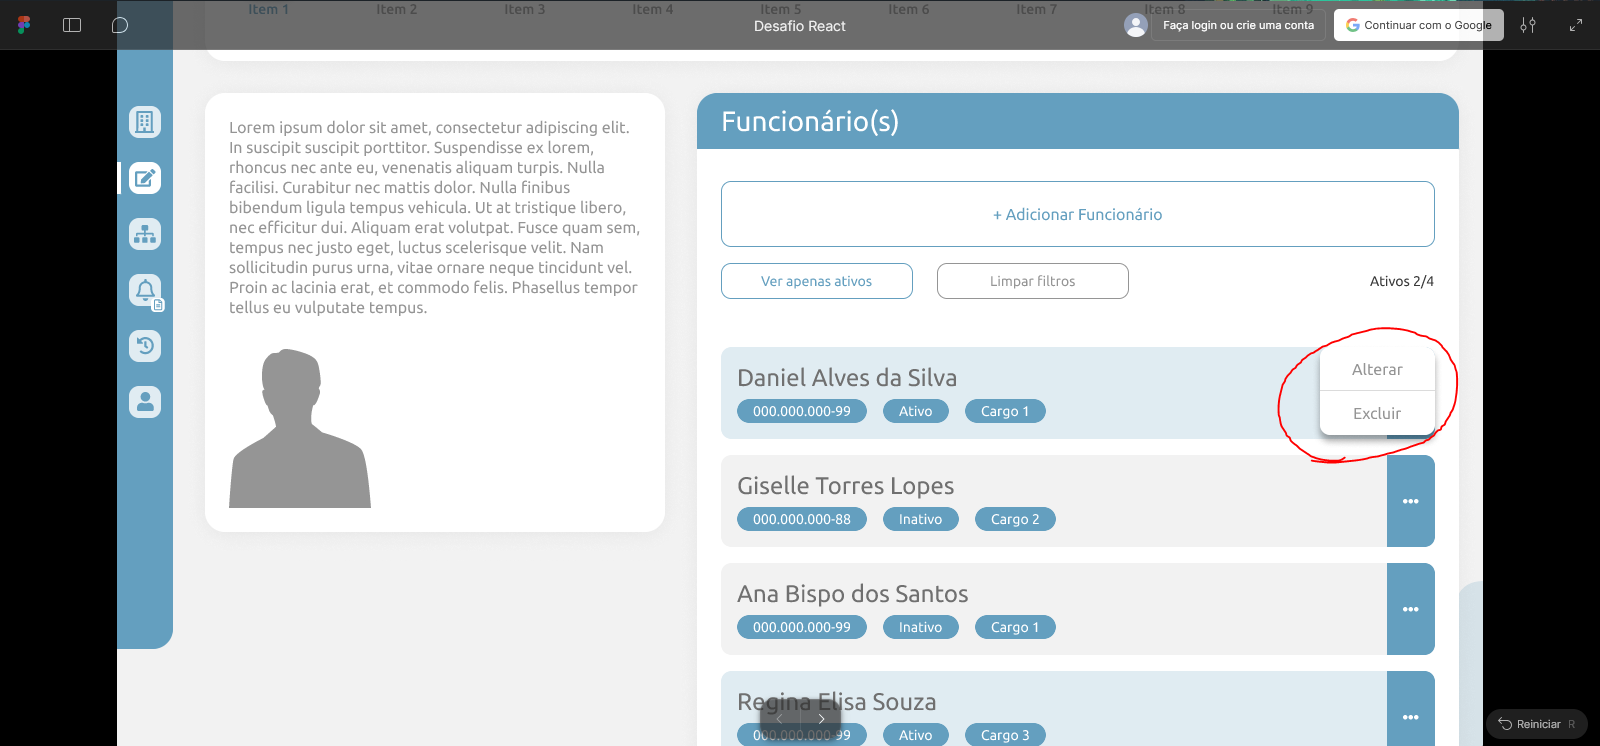 Item 1 Item 2 Item 3 Item 4 Item 5 Item 6 Item 7 Item 8 Item 9
Desafio React
Faça login ou crie uma conta
Continuar com o Google
Lorem ipsum dolor sit amet, consectetur adipiscing elit.
In suscipit suscipit porttitor. Suspendisse ex lorem,
rhoncus nec ante eu, venenatis aliquam turpis. Nulla
facilisi. Curabitur nec mattis dolor. Nulla finibus
bibendum ligula tempus vehicula. Ut at tristique libero,
nec efficitur dui. Aliquam erat volutpat. Fusce quam sem,
tempus nec justo eget, luctus scelerisque velit. Nam
sollicitudin purus urna, vitae ornare neque tincidunt vel.
Proin ac lacinia erat, et commodo felis. Phasellus tempor
tellus eu vulputate tempus.
Funcionário(s)
+ Adicionar Funcionário
Ver apenas ativos
Limpar filtros
Ativos 2/4
Daniel Alves da Silva
000.000.000-99 Ativo Cargo 1
Alterar
Excluir
Giselle Torres Lopes
000.000.000-88 Inativo Cargo 2
Ana Bispo dos Santos
000.000.000-99 Inativo Cargo 1
Regina Elisa Souza
000.000.000-99 Ativo Cargo 3
Reiniciar R